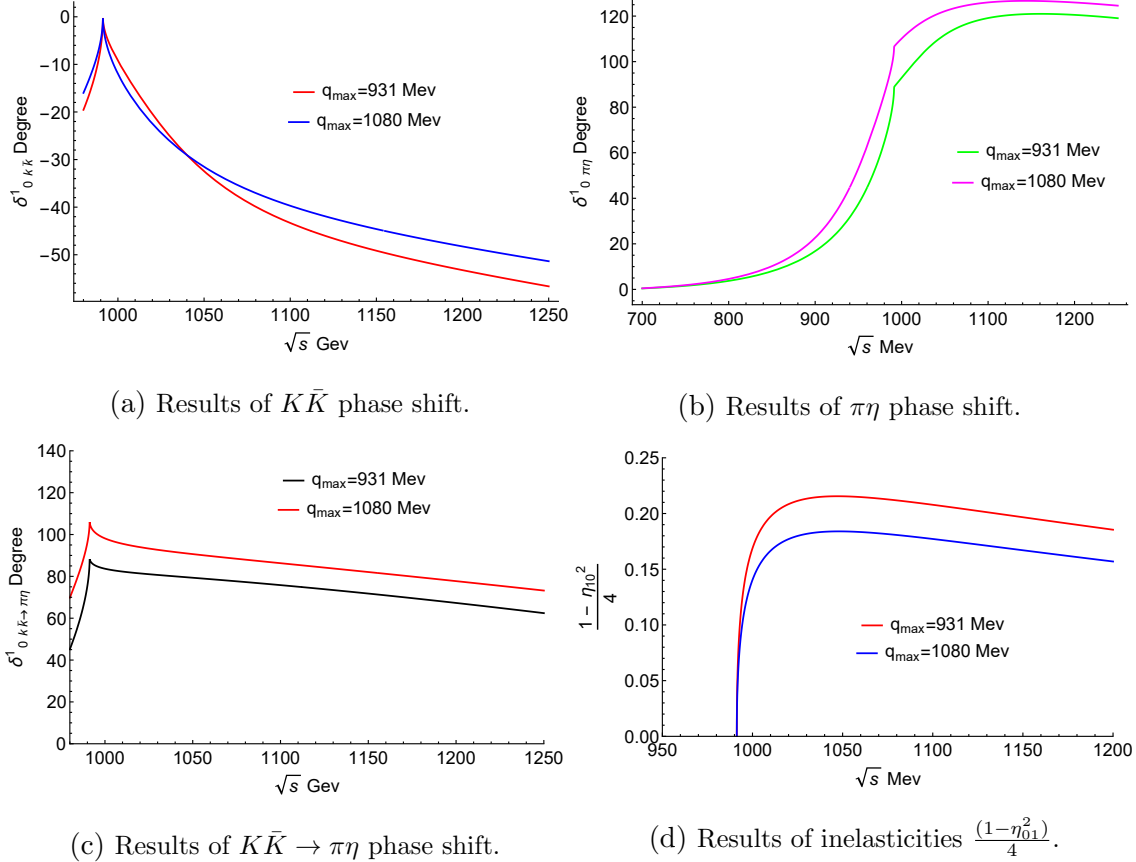 0
−10
−20
−30
−40
−50
1000 1050 1100 1150 1200 1250
δ¹₀ ₖ ₖ̄ Degree
√s Gev
q_max=931 Mev
q_max=1080 Mev
(a) Results of KK̄ phase shift.
120
100
80
60
40
20
0
700 800 900 1000 1100 1200
δ¹₀ πη Degree
√s Mev
q_max=931 Mev
q_max=1080 Mev
(b) Results of πη phase shift.
140
120
100
80
60
40
20
0
1000 1050 1100 1150 1200 1250
δ¹₀ k k̄→ πη Degree
√s Gev
q_max=931 Mev
q_max=1080 Mev
(c) Results of KK̄ → πη phase shift.
0.25
0.20
0.15
0.10
0.05
0.00
950 1000 1050 1100 1150 1200
1 − η₁₀²
4
√s Mev
q_max=931 Mev
q_max=1080 Mev
(d) Results of inelasticities (1−η²₀₁)/4.